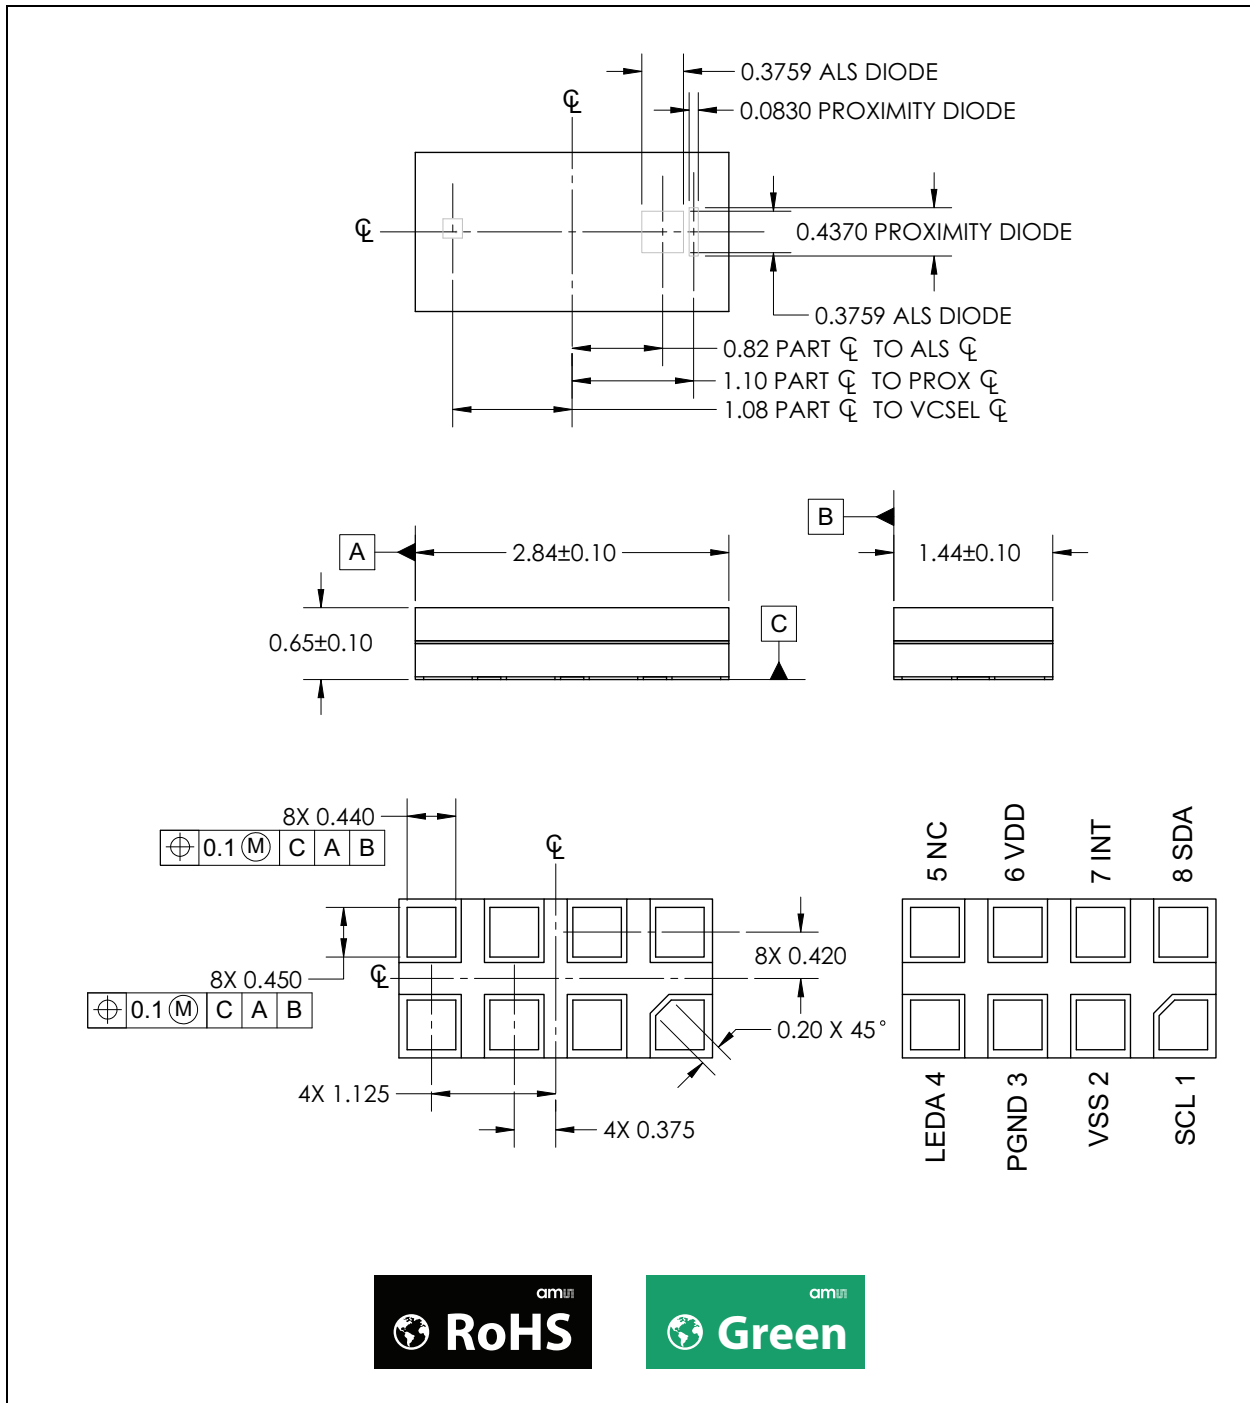 0.3759 ALS DIODE
℄
0.0830 PROXIMITY DIODE
℄
0.4370 PROXIMITY DIODE
0.3759 ALS DIODE
0.82 PART ℄ TO ALS ℄
1.10 PART ℄ TO PROX ℄
1.08 PART ℄ TO VCSEL ℄
B
A
2.84±0.10
1.44±0.10
C
0.65±0.10
8X 0.440
⌖ 0.1 Ⓜ C A B
℄
5 NC
6 VDD
7 INT
8 SDA
8X 0.420
℄
8X 0.450
⌖ 0.1 Ⓜ C A B
0.20 X 45°
4X 1.125
4X 0.375
LEDA 4
PGND 3
VSS 2
SCL 1
am
RoHS
am
Green